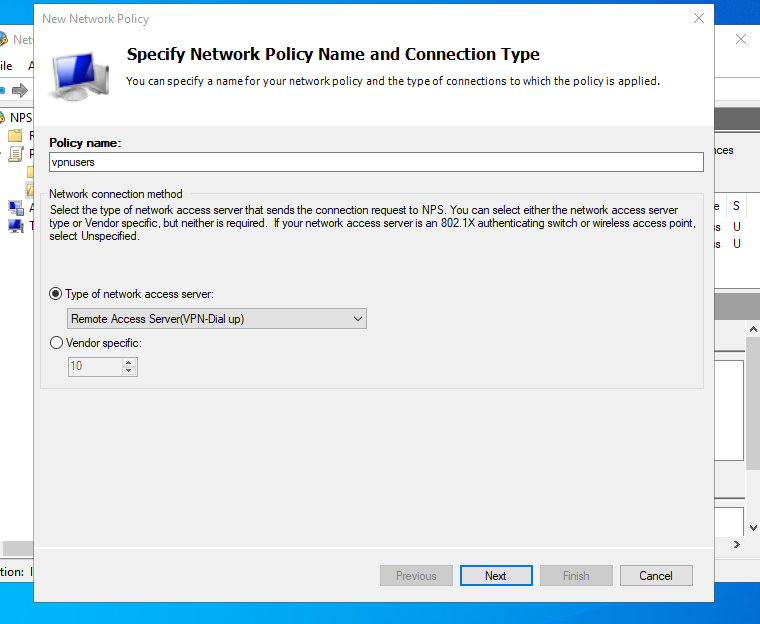 New Network Policy
Specify Network Policy Name and Connection Type
You can specify a name for your network policy and the type of connections to which the policy is applied.
Policy name:
vpnusers
Network connection method
Select the type of network access server that sends the connection request to NPS. You can select either the network access server
type or Vendor specific, but neither is required.  If your network access server is an 802.1X authenticating switch or wireless access point,
select Unspecified.
Type of network access server:
Remote Access Server(VPN-Dial up)
Vendor specific:
10
Previous
Next
Finish
Cancel
NPS
S
U
U